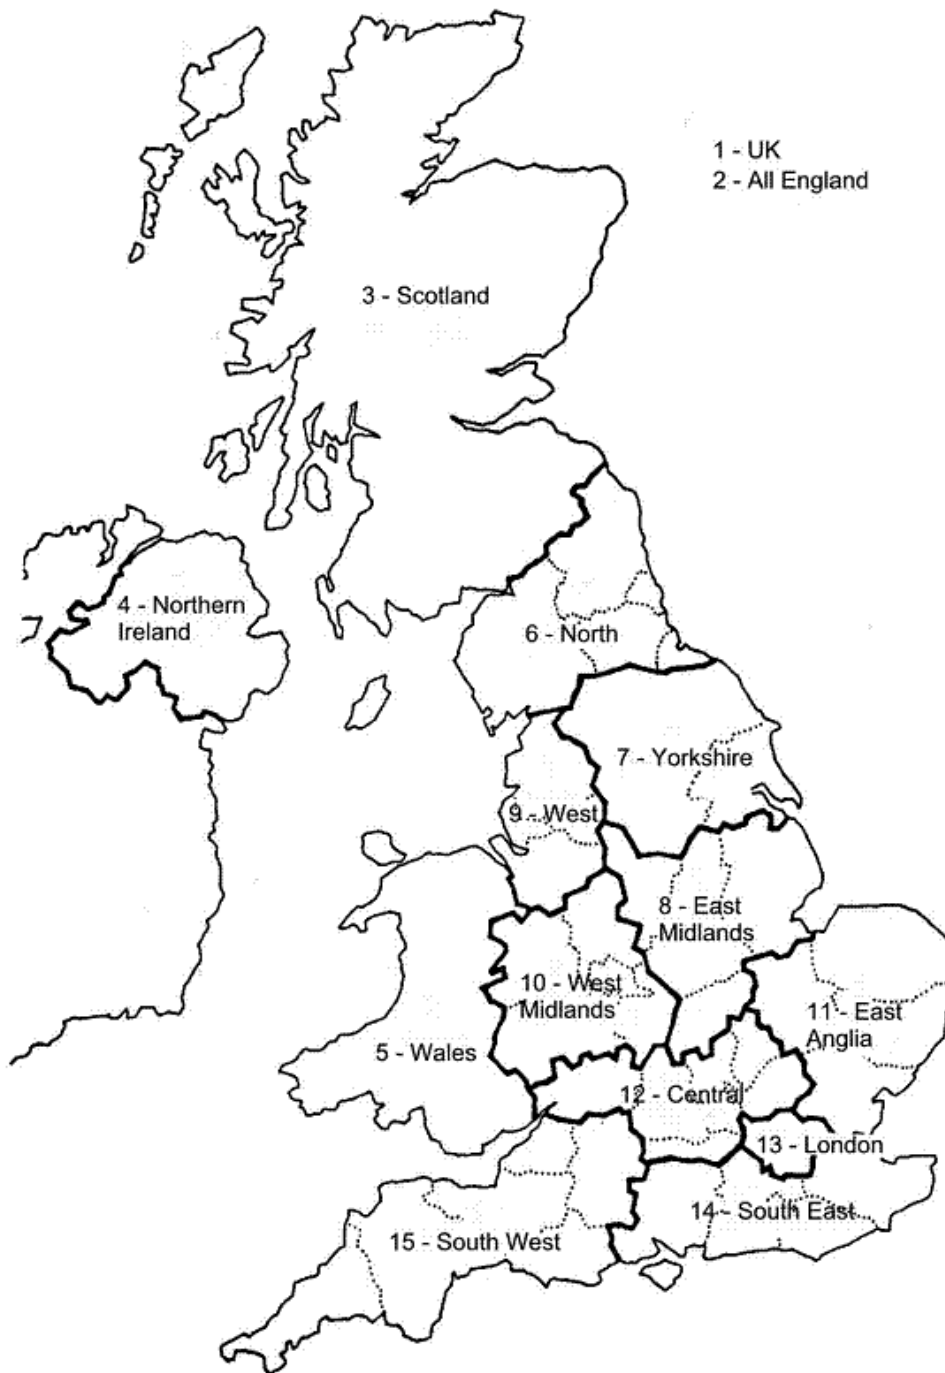 1 - UK
2 - All England
3 - Scotland
4 - Northern
Ireland
6 - North
7 - Yorkshire
9 - West
8 - East
Midlands
10 - West
Midlands
11 - East
Anglia
5 - Wales
12 - Central
13 - London
14 - South East
15 - South West